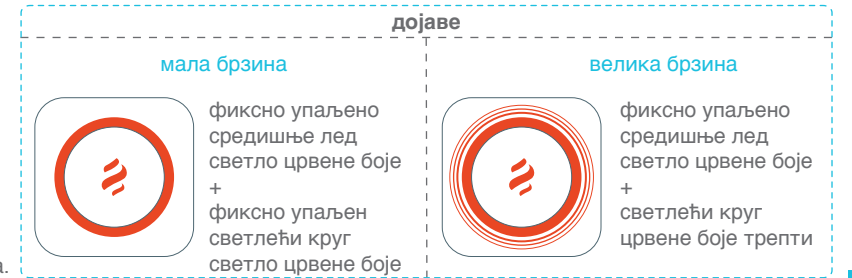 дојаве
мала брзина
фиксно упаљено
средишње лед
светло црвене боје
+
фиксно упаљен
светлећи круг
светло црвене боје
велика брзина
фиксно упаљено
средишње лед
светло црвене боје
+
светлећи круг
црвене боје трепти
а.